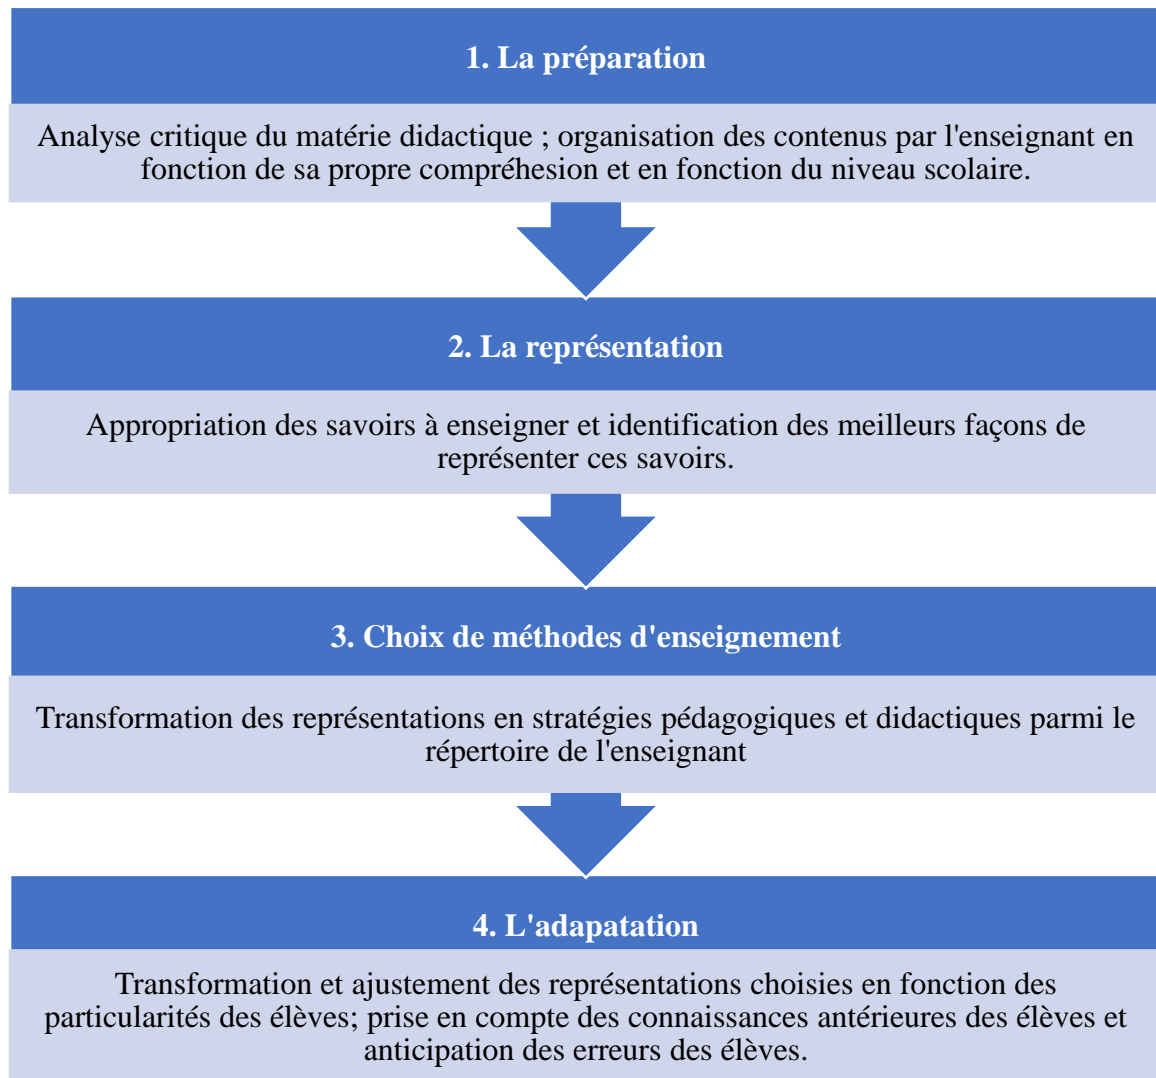 1. La préparation
Analyse critique du matérie didactique ; organisation des contenus par l'enseignant en
fonction de sa propre compréhesion et en fonction du niveau scolaire.
2. La représentation
Appropriation des savoirs à enseigner et identification des meilleurs façons de
représenter ces savoirs.
3. Choix de méthodes d'enseignement
Transformation des représentations en stratégies pédagogiques et didactiques parmi le
répertoire de l'enseignant
4. L'adapatation
Transformation et ajustement des représentations choisies en fonction des
particularités des élèves; prise en compte des connaissances antérieures des élèves et
anticipation des erreurs des élèves.